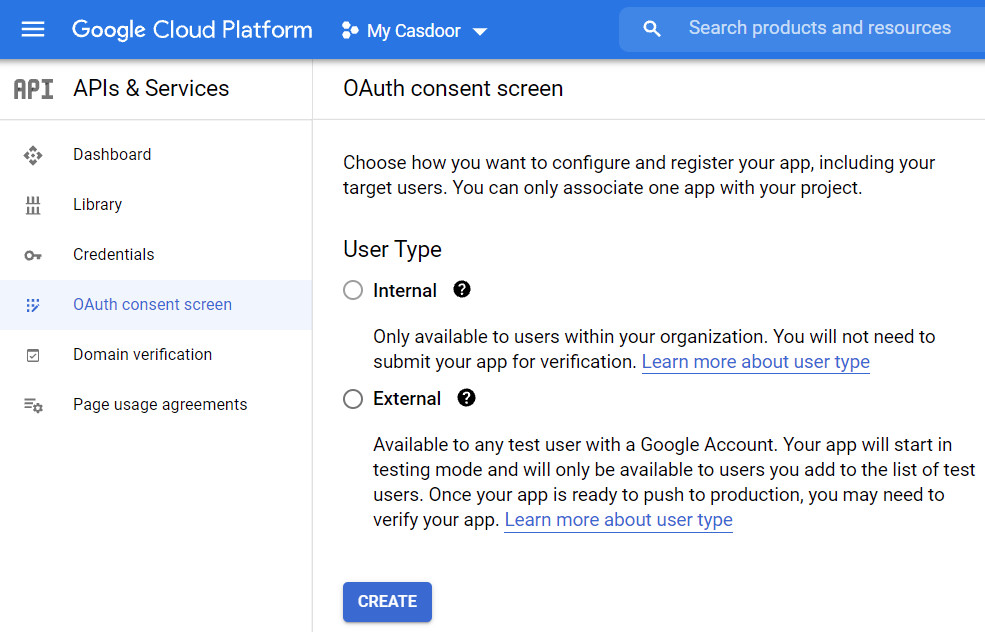 Google Cloud Platform
My Casdoor
Search products and resources
API
APIs & Services
Dashboard
Library
Credentials
OAuth consent screen
Domain verification
Page usage agreements
OAuth consent screen
Choose how you want to configure and register your app, including your
target users. You can only associate one app with your project.
User Type
Internal
Only available to users within your organization. You will not need to
submit your app for verification. Learn more about user type
External
Available to any test user with a Google Account. Your app will start in
testing mode and will only be available to users you add to the list of test
users. Once your app is ready to push to production, you may need to
verify your app. Learn more about user type
CREATE